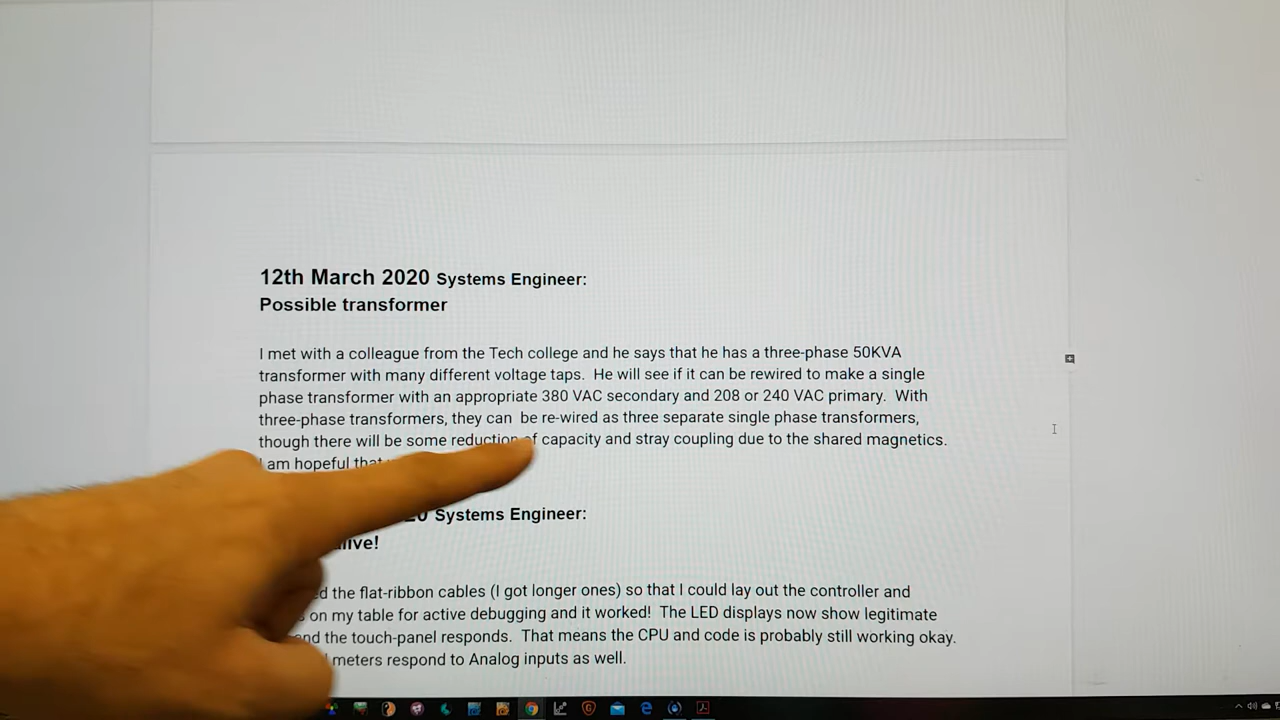 12th March 2020 Systems Engineer:
Possible transformer
I met with a colleague from the Tech college and he says that he has a three-phase 50KVA
transformer with many different voltage taps. He will see if it can be rewired to make a single
phase transformer with an appropriate 380 VAC secondary and 208 or 240 VAC primary. With
three-phase transformers, they can be re-wired as three separate single phase transformers,
though there will be some reduction of capacity and stray coupling due to the shared magnetics.
I am hopeful that
20 Systems Engineer:
alive!
the flat-ribbon cables (I got longer ones) so that I could lay out the controller and
on my table for active debugging and it worked! The LED displays now show legitimate
and the touch-panel responds. That means the CPU and code is probably still working okay.
meters respond to Analog inputs as well.